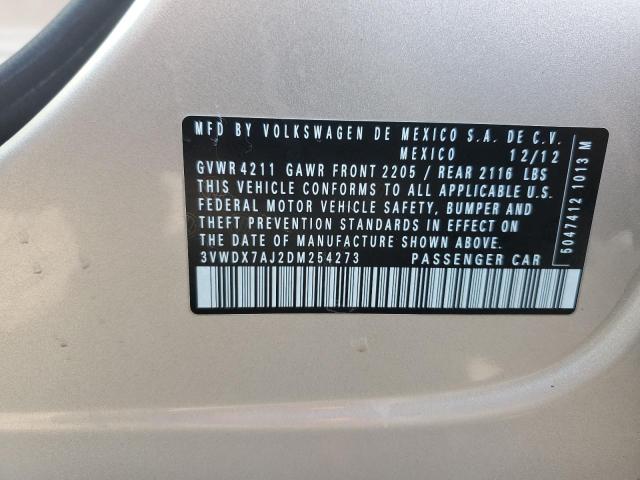 MFD BY VOLKSWAGEN DE MEXICO S.A. DE C.V.
MEXICO 12/12
GVWR 4211 GAWR FRONT 2205 / REAR 2116 LBS
THIS VEHICLE CONFORMS TO ALL APPLICABLE U.S.
FEDERAL MOTOR VEHICLE SAFETY, BUMPER AND
THEFT PREVENTION STANDARDS IN EFFECT ON
THE DATE OF MANUFACTURE SHOWN ABOVE.
3VWDX7AJ2DM254273 PASSENGER CAR
5047412 1013 M